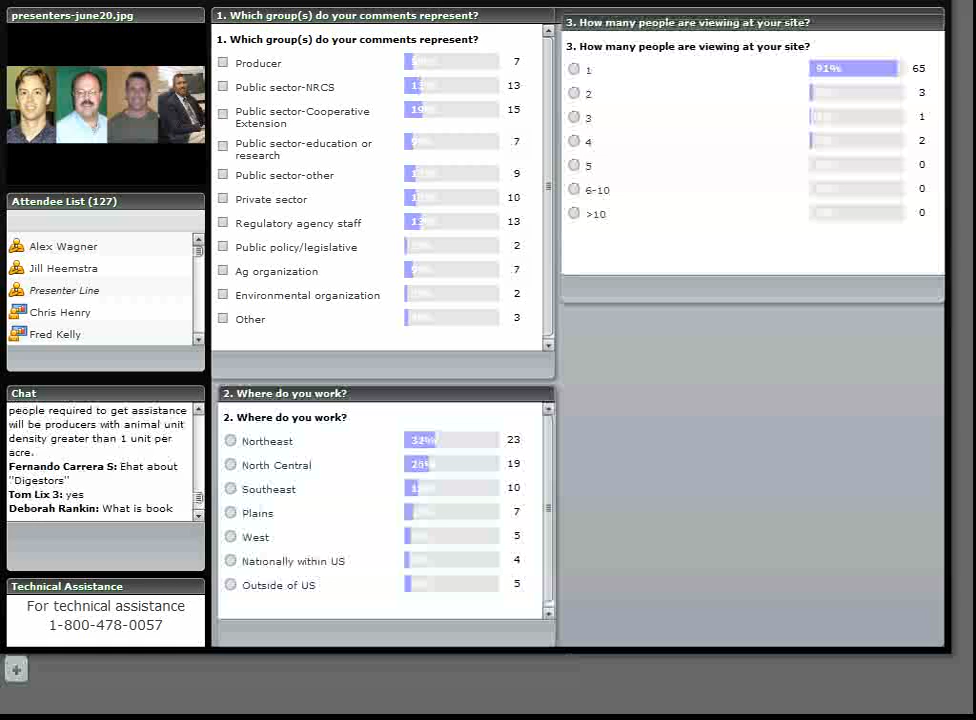 presenters-june20.jpg
Attendee List (127)
Alex Wagner
Jill Heemstra
Presenter Line
Chris Henry
Fred Kelly
Chat
people required to get assistance
will be producers with animal unit
density greater than 1 unit per
acre.
Fernando Carrera S: Ehat about
"Digestors"
Tom Lix 3: yes
Deborah Rankin: What is book
Technical Assistance
For technical assistance
1-800-478-0057
1. Which group(s) do your comments represent?
1. Which group(s) do your comments represent?
Producer 7
Public sector-NRCS 13
Public sector-Cooperative 15
Extension
Public sector-education or 7
research
Public sector-other 9
Private sector 10
Regulatory agency staff 13
Public policy/legislative 2
Ag organization 7
Environmental organization 2
Other 3
2. Where do you work?
2. Where do you work?
Northeast 23
North Central 19
Southeast 10
Plains 7
West 5
Nationally within US 4
Outside of US 5
3. How many people are viewing at your site?
3. How many people are viewing at your site?
1 91% 65
2 3
3 1
4 2
5 0
6-10 0
>10 0